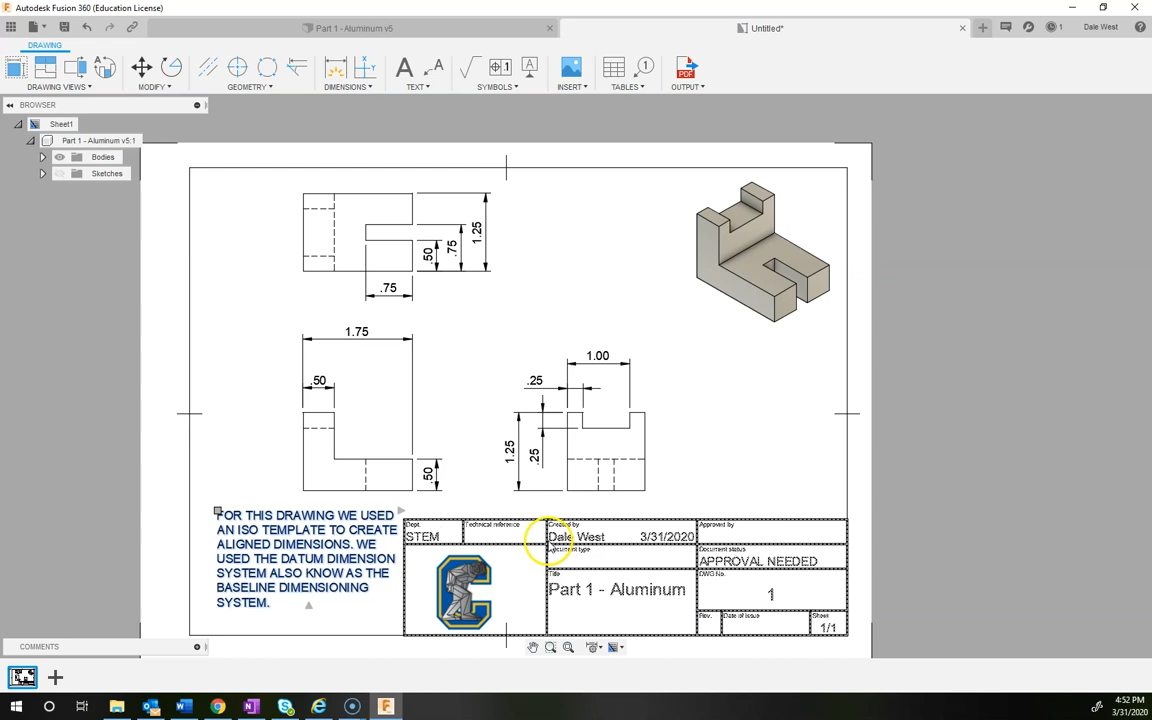 Autodesk Fusion 360 (Education License)
Part 1 - Aluminum v5
Untitled*
1
Dale West
DRAWING
DRAWING VIEWS ▾
MODIFY ▾
GEOMETRY ▾
DIMENSIONS ▾
TEXT ▾
SYMBOLS ▾
INSERT ▾
TABLES ▾
OUTPUT ▾
BROWSER
Sheet1
Part 1 - Aluminum v5:1
Bodies
Sketches
1.25
.75
.50
.75
1.75
.50
.50
1.00
.25
1.25
.25
FOR THIS DRAWING WE USED
AN ISO TEMPLATE TO CREATE
ALIGNED DIMENSIONS. WE
USED THE DATUM DIMENSION
SYSTEM ALSO KNOW AS THE
BASELINE DIMENSIONING
SYSTEM.
Dept.
STEM
Technical reference
Created by
Dale West 3/31/2020
Approved by
Document type
Document status
APPROVAL NEEDED
Title
Part 1 - Aluminum
DWG No.
1
Rev.
Date of issue
Sheet
1/1
COMMENTS
4:52 PM
3/31/2020